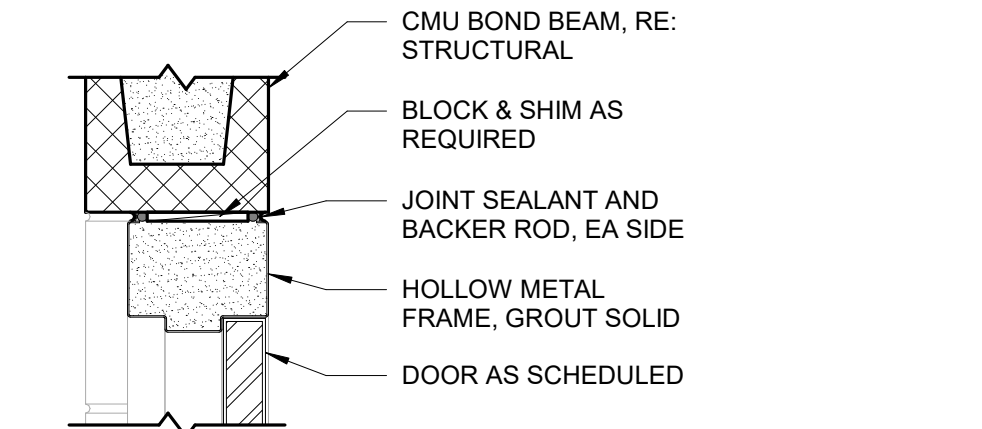 CMU BOND BEAM, RE:
STRUCTURAL
BLOCK & SHIM AS
REQUIRED
JOINT SEALANT AND
BACKER ROD, EA SIDE
HOLLOW METAL
FRAME, GROUT SOLID
DOOR AS SCHEDULED